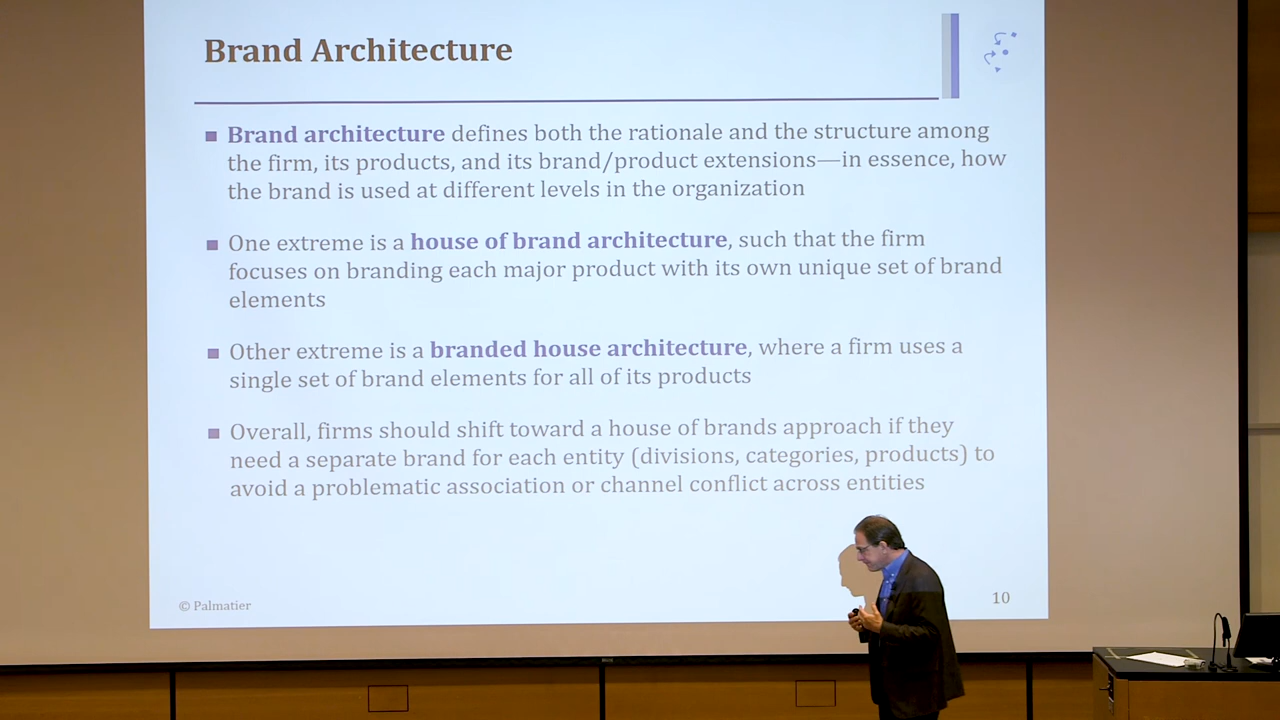 Brand Architecture
■ Brand architecture defines both the rationale and the structure among
the firm, its products, and its brand/product extensions—in essence, how
the brand is used at different levels in the organization
■ One extreme is a house of brand architecture, such that the firm
focuses on branding each major product with its own unique set of brand
elements
■ Other extreme is a branded house architecture, where a firm uses a
single set of brand elements for all of its products
■ Overall, firms should shift toward a house of brands approach if they
need a separate brand for each entity (divisions, categories, products) to
avoid a problematic association or channel conflict across entities
© Palmatier
10